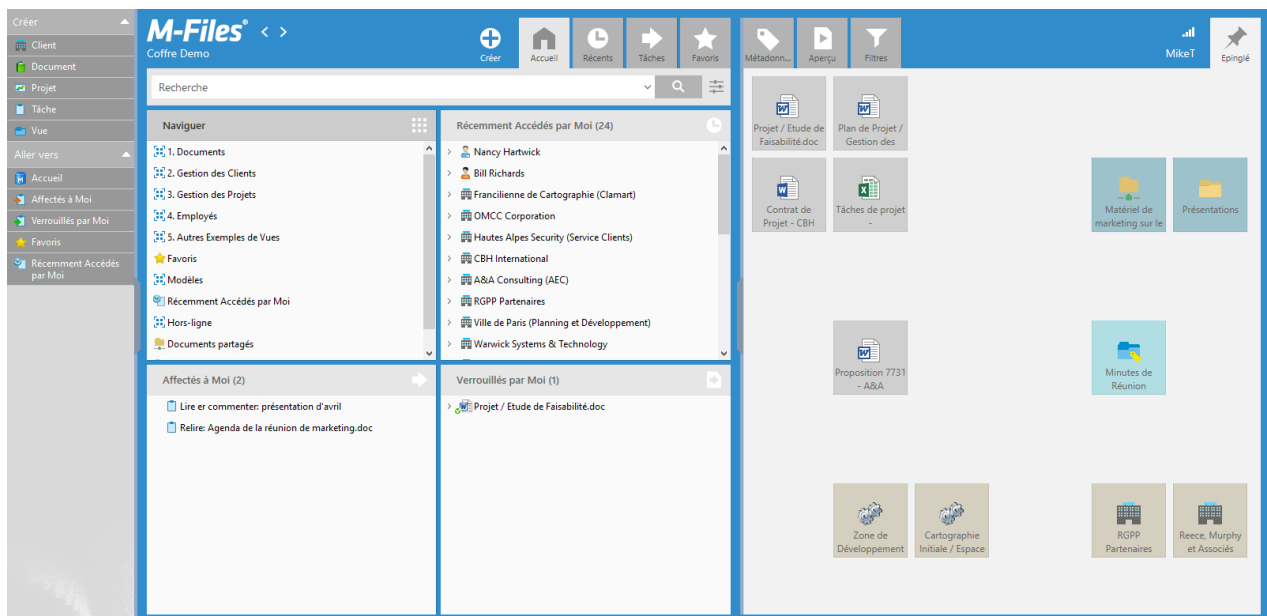 Créer
Client
Document
Projet
Tâche
Vue
Aller vers
Accueil
Affectés à Moi
Verrouillés par Moi
Favoris
Récemment Accédés
par Moi
M-Files®
Coffre Demo
Créer
Accueil
Récents
Tâches
Favoris
Métadonn...
Aperçu
Filtres
MikeT
Epinglé
Recherche
Naviguer
1. Documents
2. Gestion des Clients
3. Gestion des Projets
4. Employés
5. Autres Exemples de Vues
Favoris
Modèles
Récemment Accédés par Moi
Hors-ligne
Documents partagés
Récemment Accédés par Moi (24)
Nancy Hartwick
Bill Richards
Francilienne de Cartographie (Clamart)
OMCC Corporation
Hautes Alpes Security (Service Clients)
CBH International
A&A Consulting (AEC)
RGPP Partenaires
Ville de Paris (Planning et Développement)
Warwick Systems & Technology
Affectés à Moi (2)
Lire er commenter: présentation d'avril
Relire: Agenda de la réunion de marketing.doc
Verrouillés par Moi (1)
Projet / Etude de Faisabilité.doc
Projet / Etude de
Faisabilité.doc
Plan de Projet /
Gestion des
Contrat de
Projet - CBH
Tâches de projet
-
Matériel de
marketing sur le
Présentations
Proposition 7731
- A&A
Minutes de
Réunion
Zone de
Développement
Cartographie
Initiale / Espace
RGPP
Partenaires
Reece, Murphy
et Associés